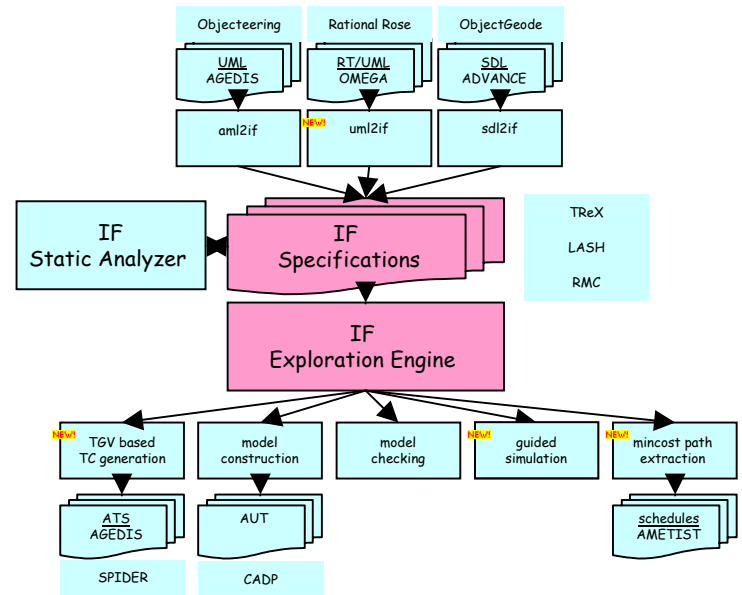 Objecteering
Rational Rose
ObjectGeode
UML
AGEDIS
RT/UML
OMEGA
SDL
ADVANCE
aml2if
NEW!
uml2if
sdl2if
IF
Static Analyzer
IF
Specifications
TReX
LASH
RMC
IF
Exploration Engine
NEW!
TGV based
TC generation
model
construction
model
checking
NEW!
guided
simulation
NEW!
mincost path
extraction
ATS
AGEDIS
AUT
schedules
AMETIST
SPIDER
CADP